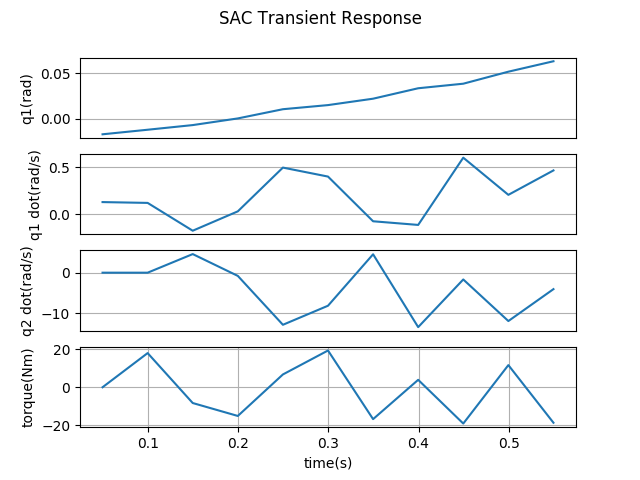 SAC Transient Response
q1(rad)
0.05
0.00
q1 dot(rad/s)
0.5
0.0
q2 dot(rad/s)
0
−10
torque(Nm)
20
0
−20
0.1 0.2 0.3 0.4 0.5
time(s)